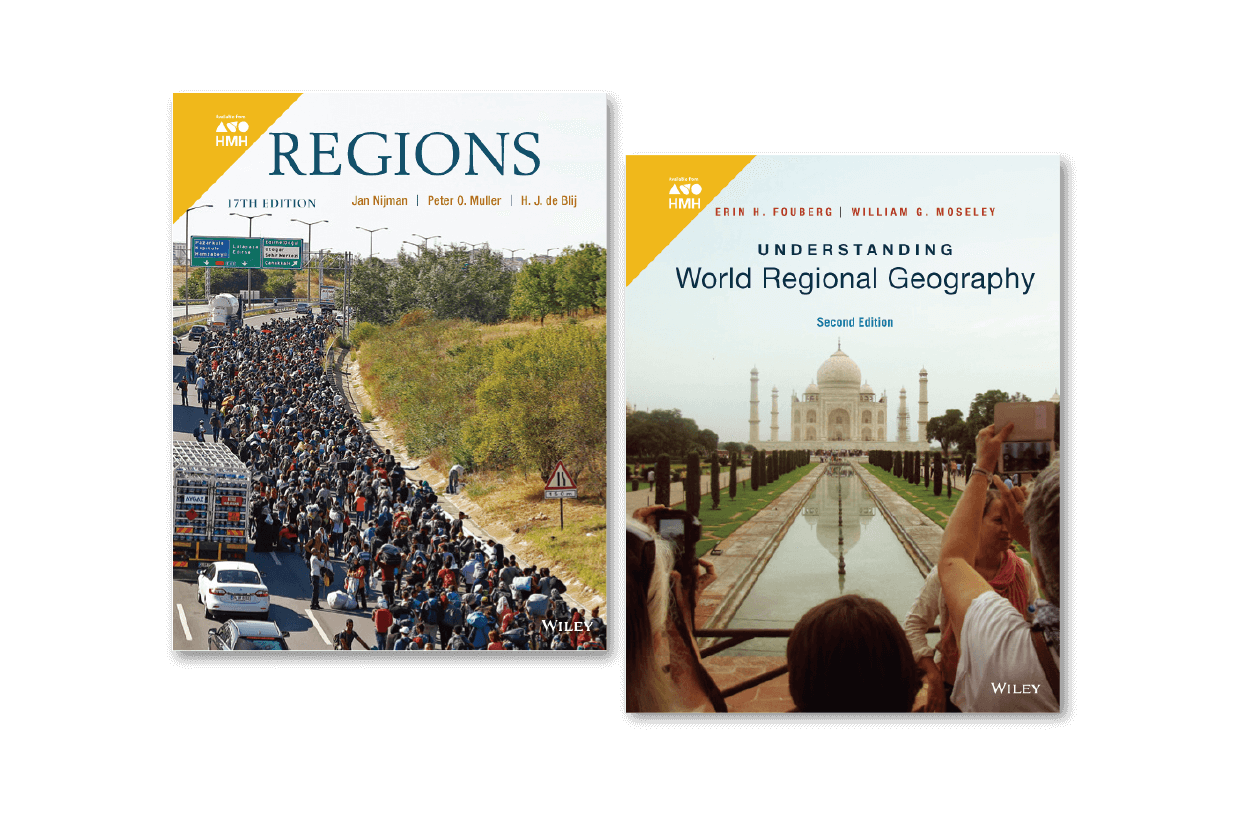 Available from
HMH
REGIONS
17TH EDITION
Jan Nijman | Peter O. Muller | H. J. de Blij
WILEY
Available from
HMH
ERIN H. FOUBERG | WILLIAM G. MOSELEY
UNDERSTANDING
World Regional Geography
Second Edition
WILEY